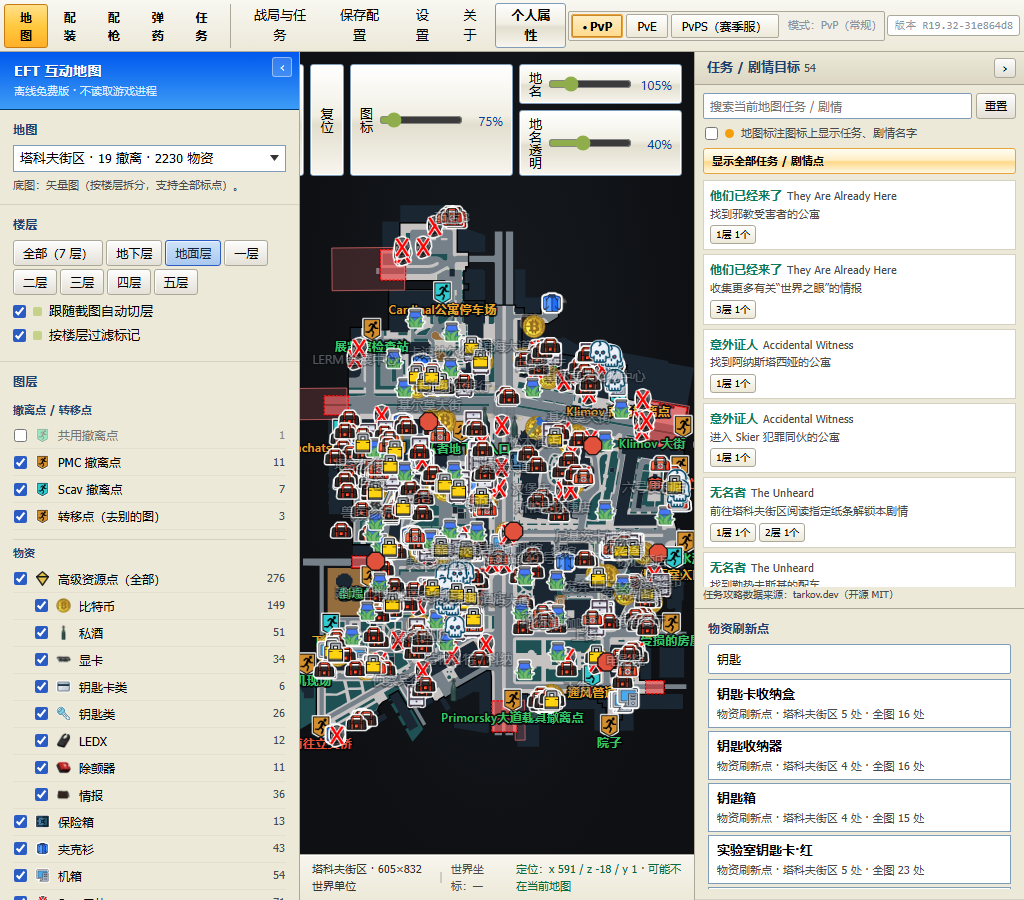 地图
配装
配枪
弹药
任务
战局与任务
保存配置
设置
关于
个人属性
• PvP
PvE
PvPS（赛季服）
模式：PvP（常规）
版本 R19.32-31e864d8
EFT 互动地图
离线免费版 · 不读取游戏进程
‹
地图
塔科夫街区 · 19 撤离 · 2230 物资
底图：矢量图（按楼层拆分，支持全部标点）。
楼层
全部（7 层）
地下层
地面层
一层
二层
三层
四层
五层
跟随截图自动切层
按楼层过滤标记
图层
撤离点 / 转移点
共用撤离点 1
PMC 撤离点 11
Scav 撤离点 7
转移点（去别的图） 3
物资
高级资源点（全部） 276
比特币 149
私酒 51
显卡 34
钥匙卡类 6
钥匙类 26
LEDX 12
除颤器 11
情报 36
保险箱 13
夹克衫 43
机箱 54
复位
图标
75%
地名
105%
地名透明
40%
Cardinal公寓停车场
Klimov 大街
Primorsky大道载具撤离点
院子
塔科夫街区 · 605×832 世界单位
世界坐标：—
定位：x 591 / z -18 / y 1 · 可能不在当前地图
任务 / 剧情目标 54
›
搜索当前地图任务 / 剧情
重置
地图标注图标上显示任务、剧情名字
显示全部任务 / 剧情点
他们已经来了 They Are Already Here
找到邪教受害者的公寓
1层 1个
他们已经来了 They Are Already Here
收集更多有关“世界之眼”的情报
3层 1个
意外证人 Accidental Witness
找到阿纳斯塔西娅的公寓
1层 1个
意外证人 Accidental Witness
进入 Skier 犯罪同伙的公寓
1层 1个
无名者 The Unheard
前往塔科夫街区阅读指定纸条解锁本剧情
1层 1个
2层 1个
无名者 The Unheard
找到勒热夫斯基的配车
任务攻略数据来源：tarkov.dev（开源 MIT）
物资刷新点
钥匙
钥匙卡收纳盒
物资刷新点 · 塔科夫街区 5 处 · 全图 16 处
钥匙收纳器
物资刷新点 · 塔科夫街区 4 处 · 全图 16 处
钥匙箱
物资刷新点 · 塔科夫街区 4 处 · 全图 15 处
实验室钥匙卡·红
物资刷新点 · 塔科夫街区 5 处 · 全图 23 处